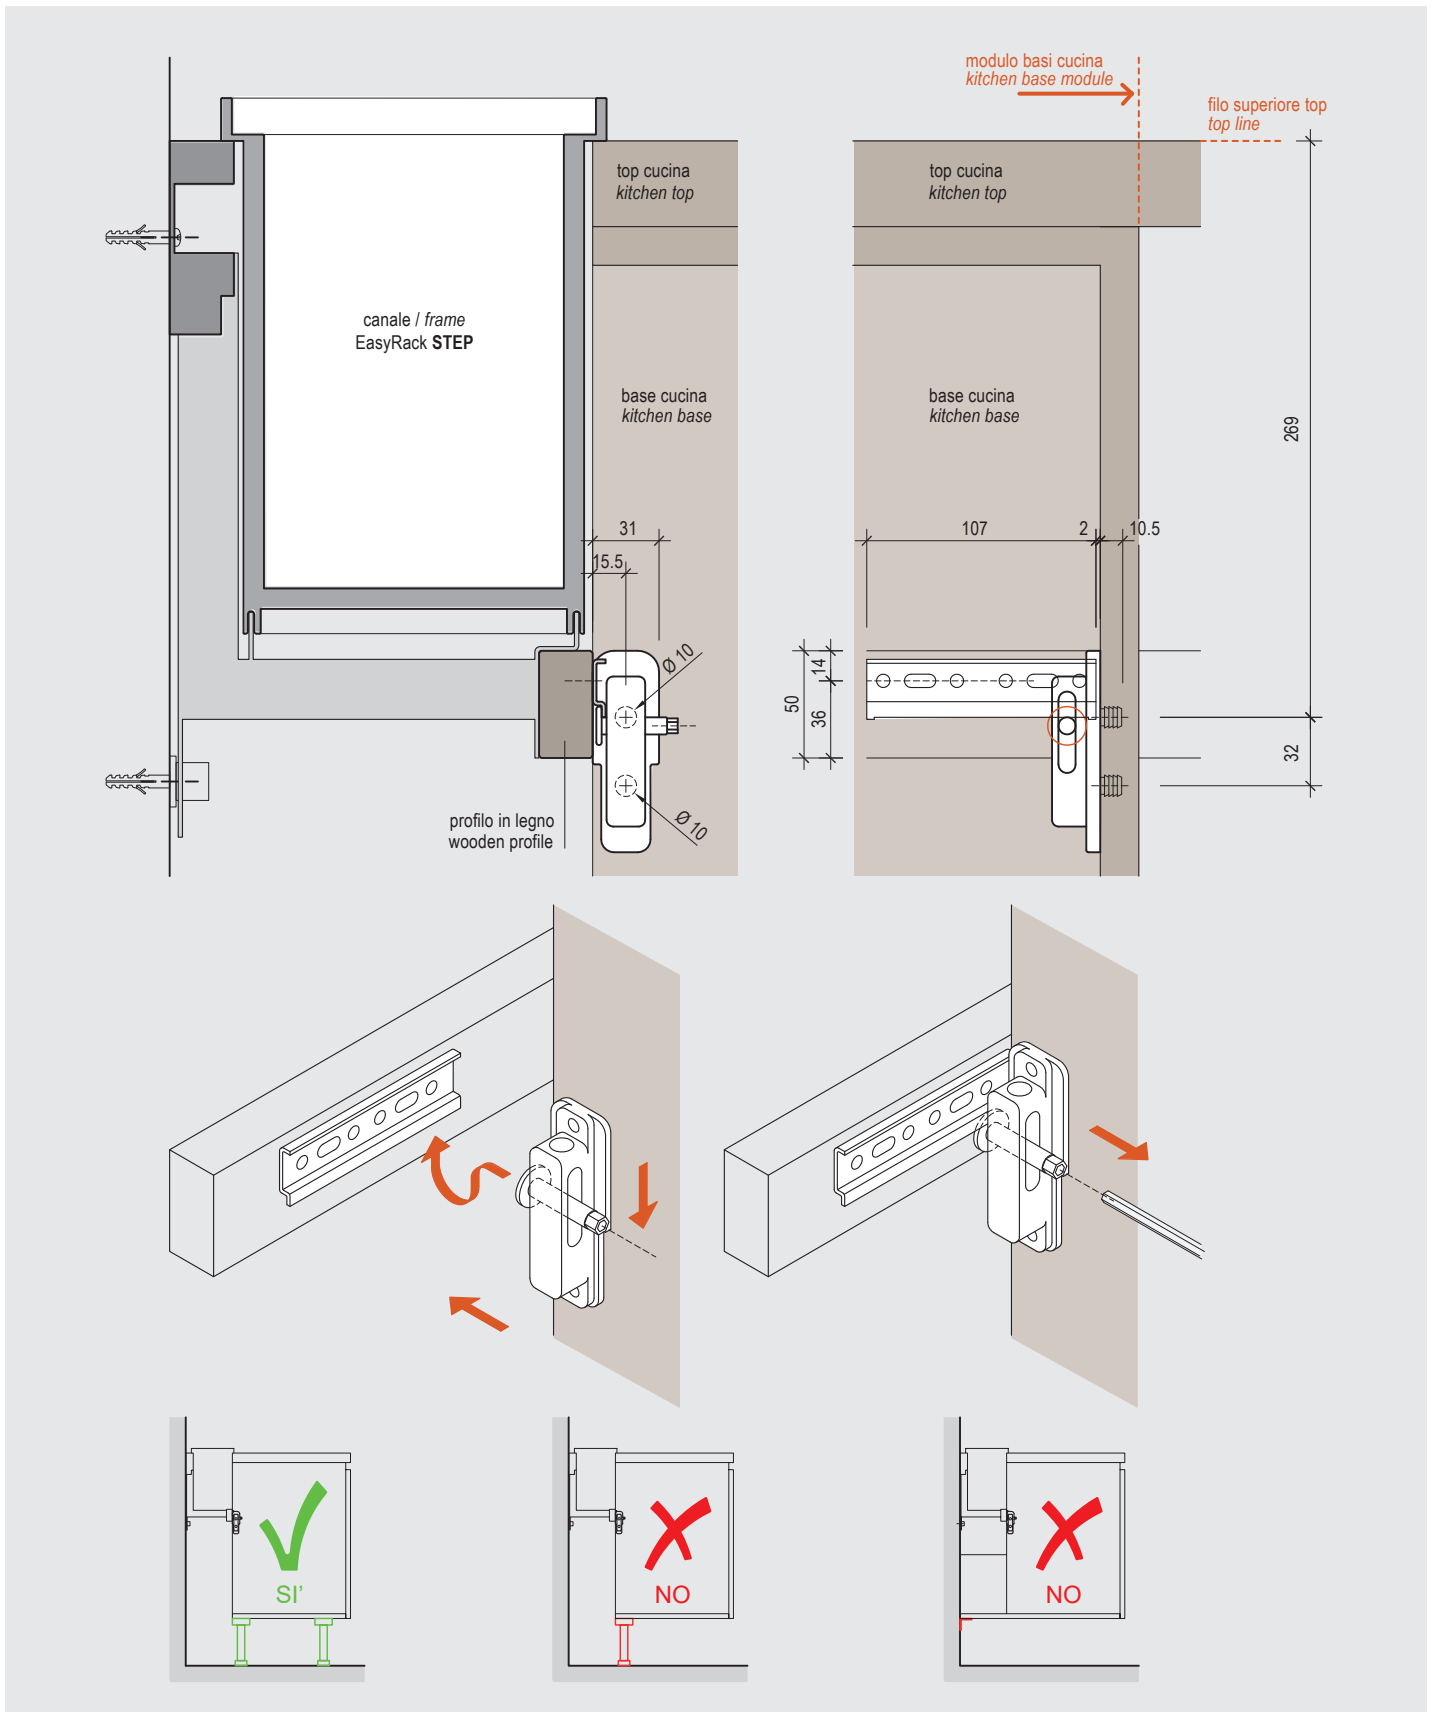 modulo basi cucina
kitchen base module
filo superiore top
top line
top cucina
kitchen top
top cucina
kitchen top
canale / frame
EasyRack STEP
base cucina
kitchen base
base cucina
kitchen base
269
31
107
2
10.5
15.5
Ø 10
14
50
36
32
profilo in legno
wooden profile
Ø 10
SI'
NO
NO